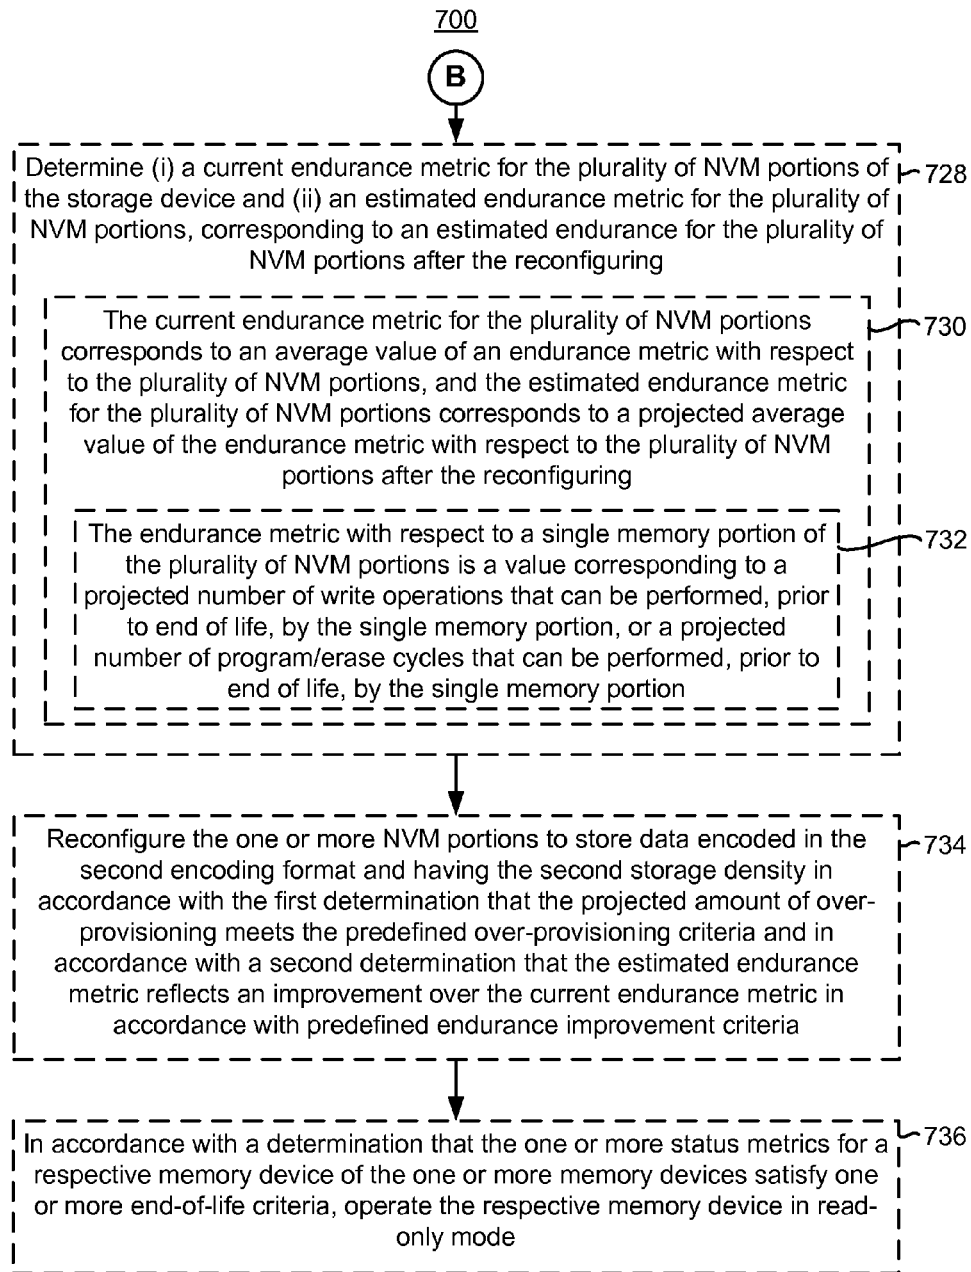 700
B
Determine (i) a current endurance metric for the plurality of NVM portions of
the storage device and (ii) an estimated endurance metric for the plurality of
NVM portions, corresponding to an estimated endurance for the plurality of
NVM portions after the reconfiguring
728
The current endurance metric for the plurality of NVM portions
corresponds to an average value of an endurance metric with respect
to the plurality of NVM portions, and the estimated endurance metric
for the plurality of NVM portions corresponds to a projected average
value of the endurance metric with respect to the plurality of NVM
portions after the reconfiguring
730
The endurance metric with respect to a single memory portion of
the plurality of NVM portions is a value corresponding to a
projected number of write operations that can be performed, prior
to end of life, by the single memory portion, or a projected
number of program/erase cycles that can be performed, prior to
end of life, by the single memory portion
732
Reconfigure the one or more NVM portions to store data encoded in the
second encoding format and having the second storage density in
accordance with the first determination that the projected amount of over-
provisioning meets the predefined over-provisioning criteria and in
accordance with a second determination that the estimated endurance
metric reflects an improvement over the current endurance metric in
accordance with predefined endurance improvement criteria
734
In accordance with a determination that the one or more status metrics for a
respective memory device of the one or more memory devices satisfy one
or more end-of-life criteria, operate the respective memory device in read-
only mode
736